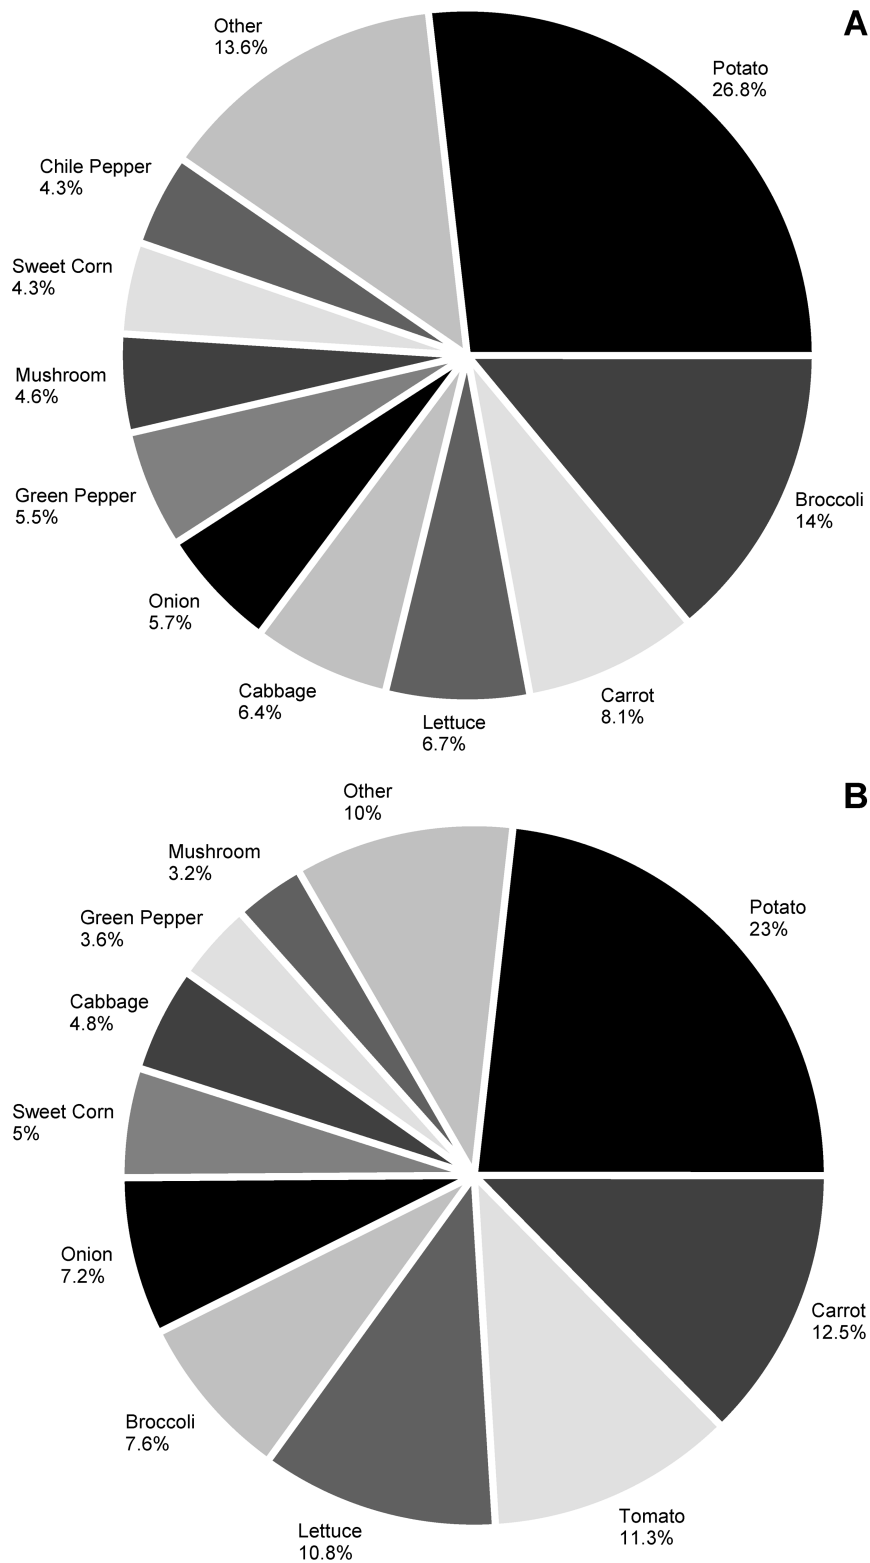 A
Other
13.6%
Potato
26.8%
Chile Pepper
4.3%
Sweet Corn
4.3%
Mushroom
4.6%
Green Pepper
5.5%
Broccoli
14%
Onion
5.7%
Cabbage
6.4%
Carrot
8.1%
Lettuce
6.7%
B
Other
10%
Mushroom
3.2%
Potato
23%
Green Pepper
3.6%
Cabbage
4.8%
Sweet Corn
5%
Onion
7.2%
Carrot
12.5%
Broccoli
7.6%
Tomato
11.3%
Lettuce
10.8%